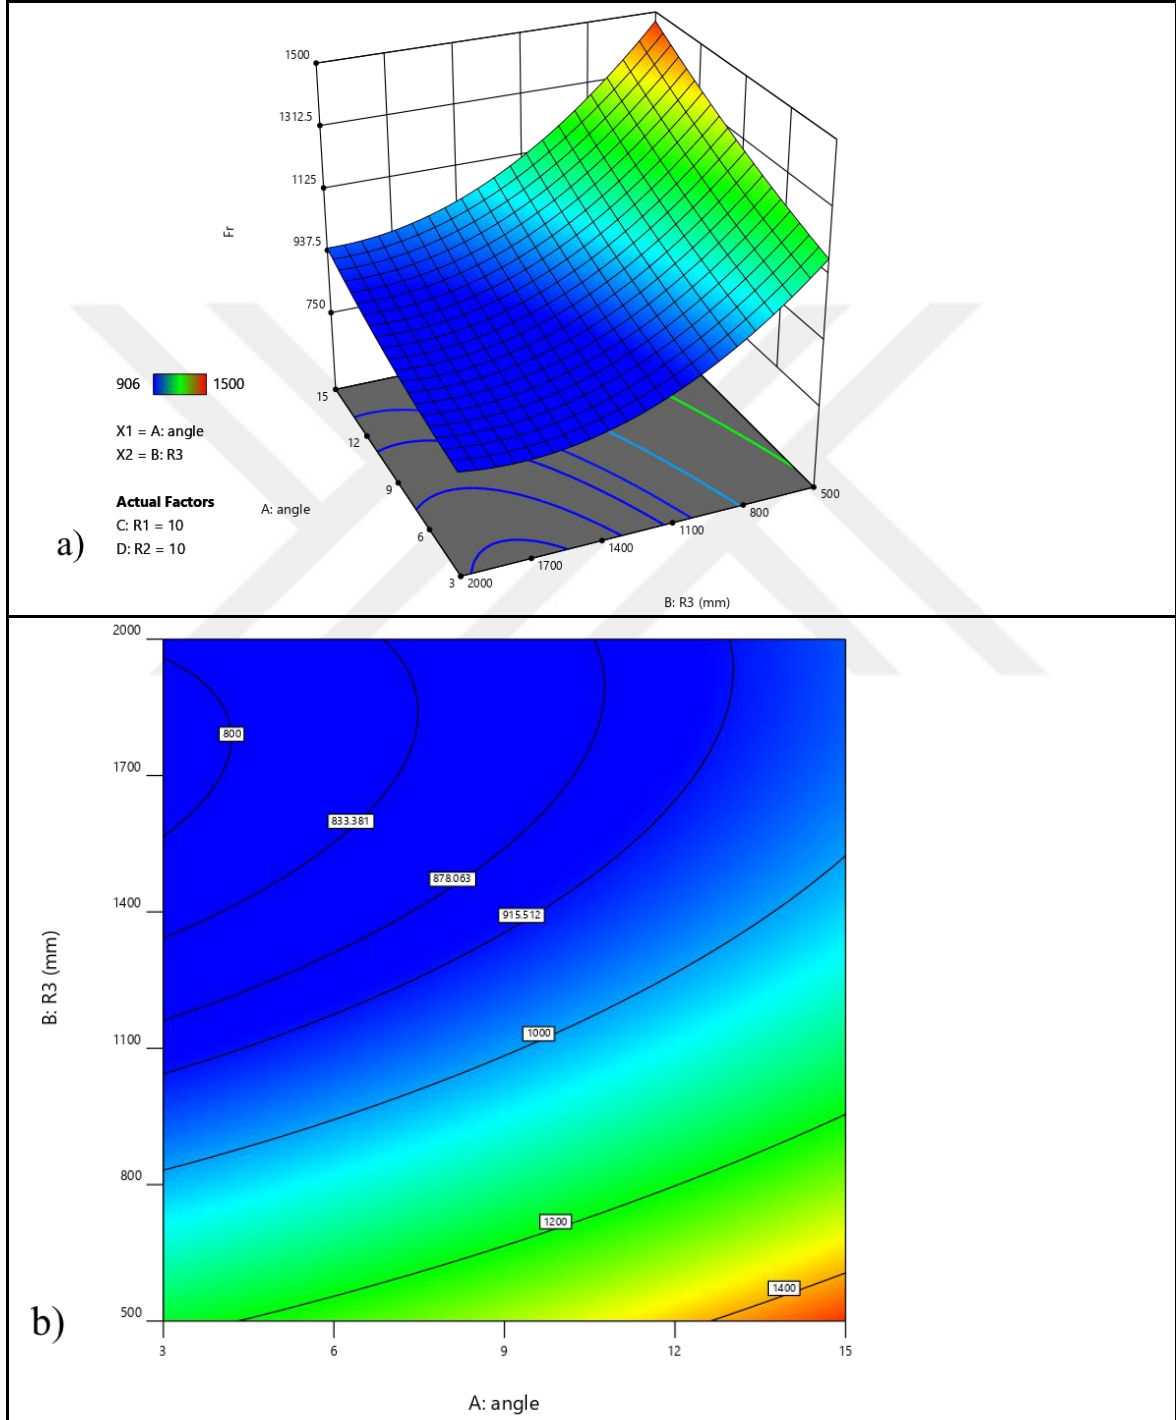 1500
1312.5
1125
Fr
937.5
750
906 1500
15
X1 = A: angle
X2 = B: R3
12
9
Actual Factors
A: angle
C: R1 = 10
D: R2 = 10
a)
6
3
2000
1700
1400
1100
800
500
B: R3 (mm)
2000
800
1700
833.381
878.063
1400
915.512
B: R3 (mm)
1100
1000
800
1200
1400
500
b)
3 6 9 12 15
A: angle